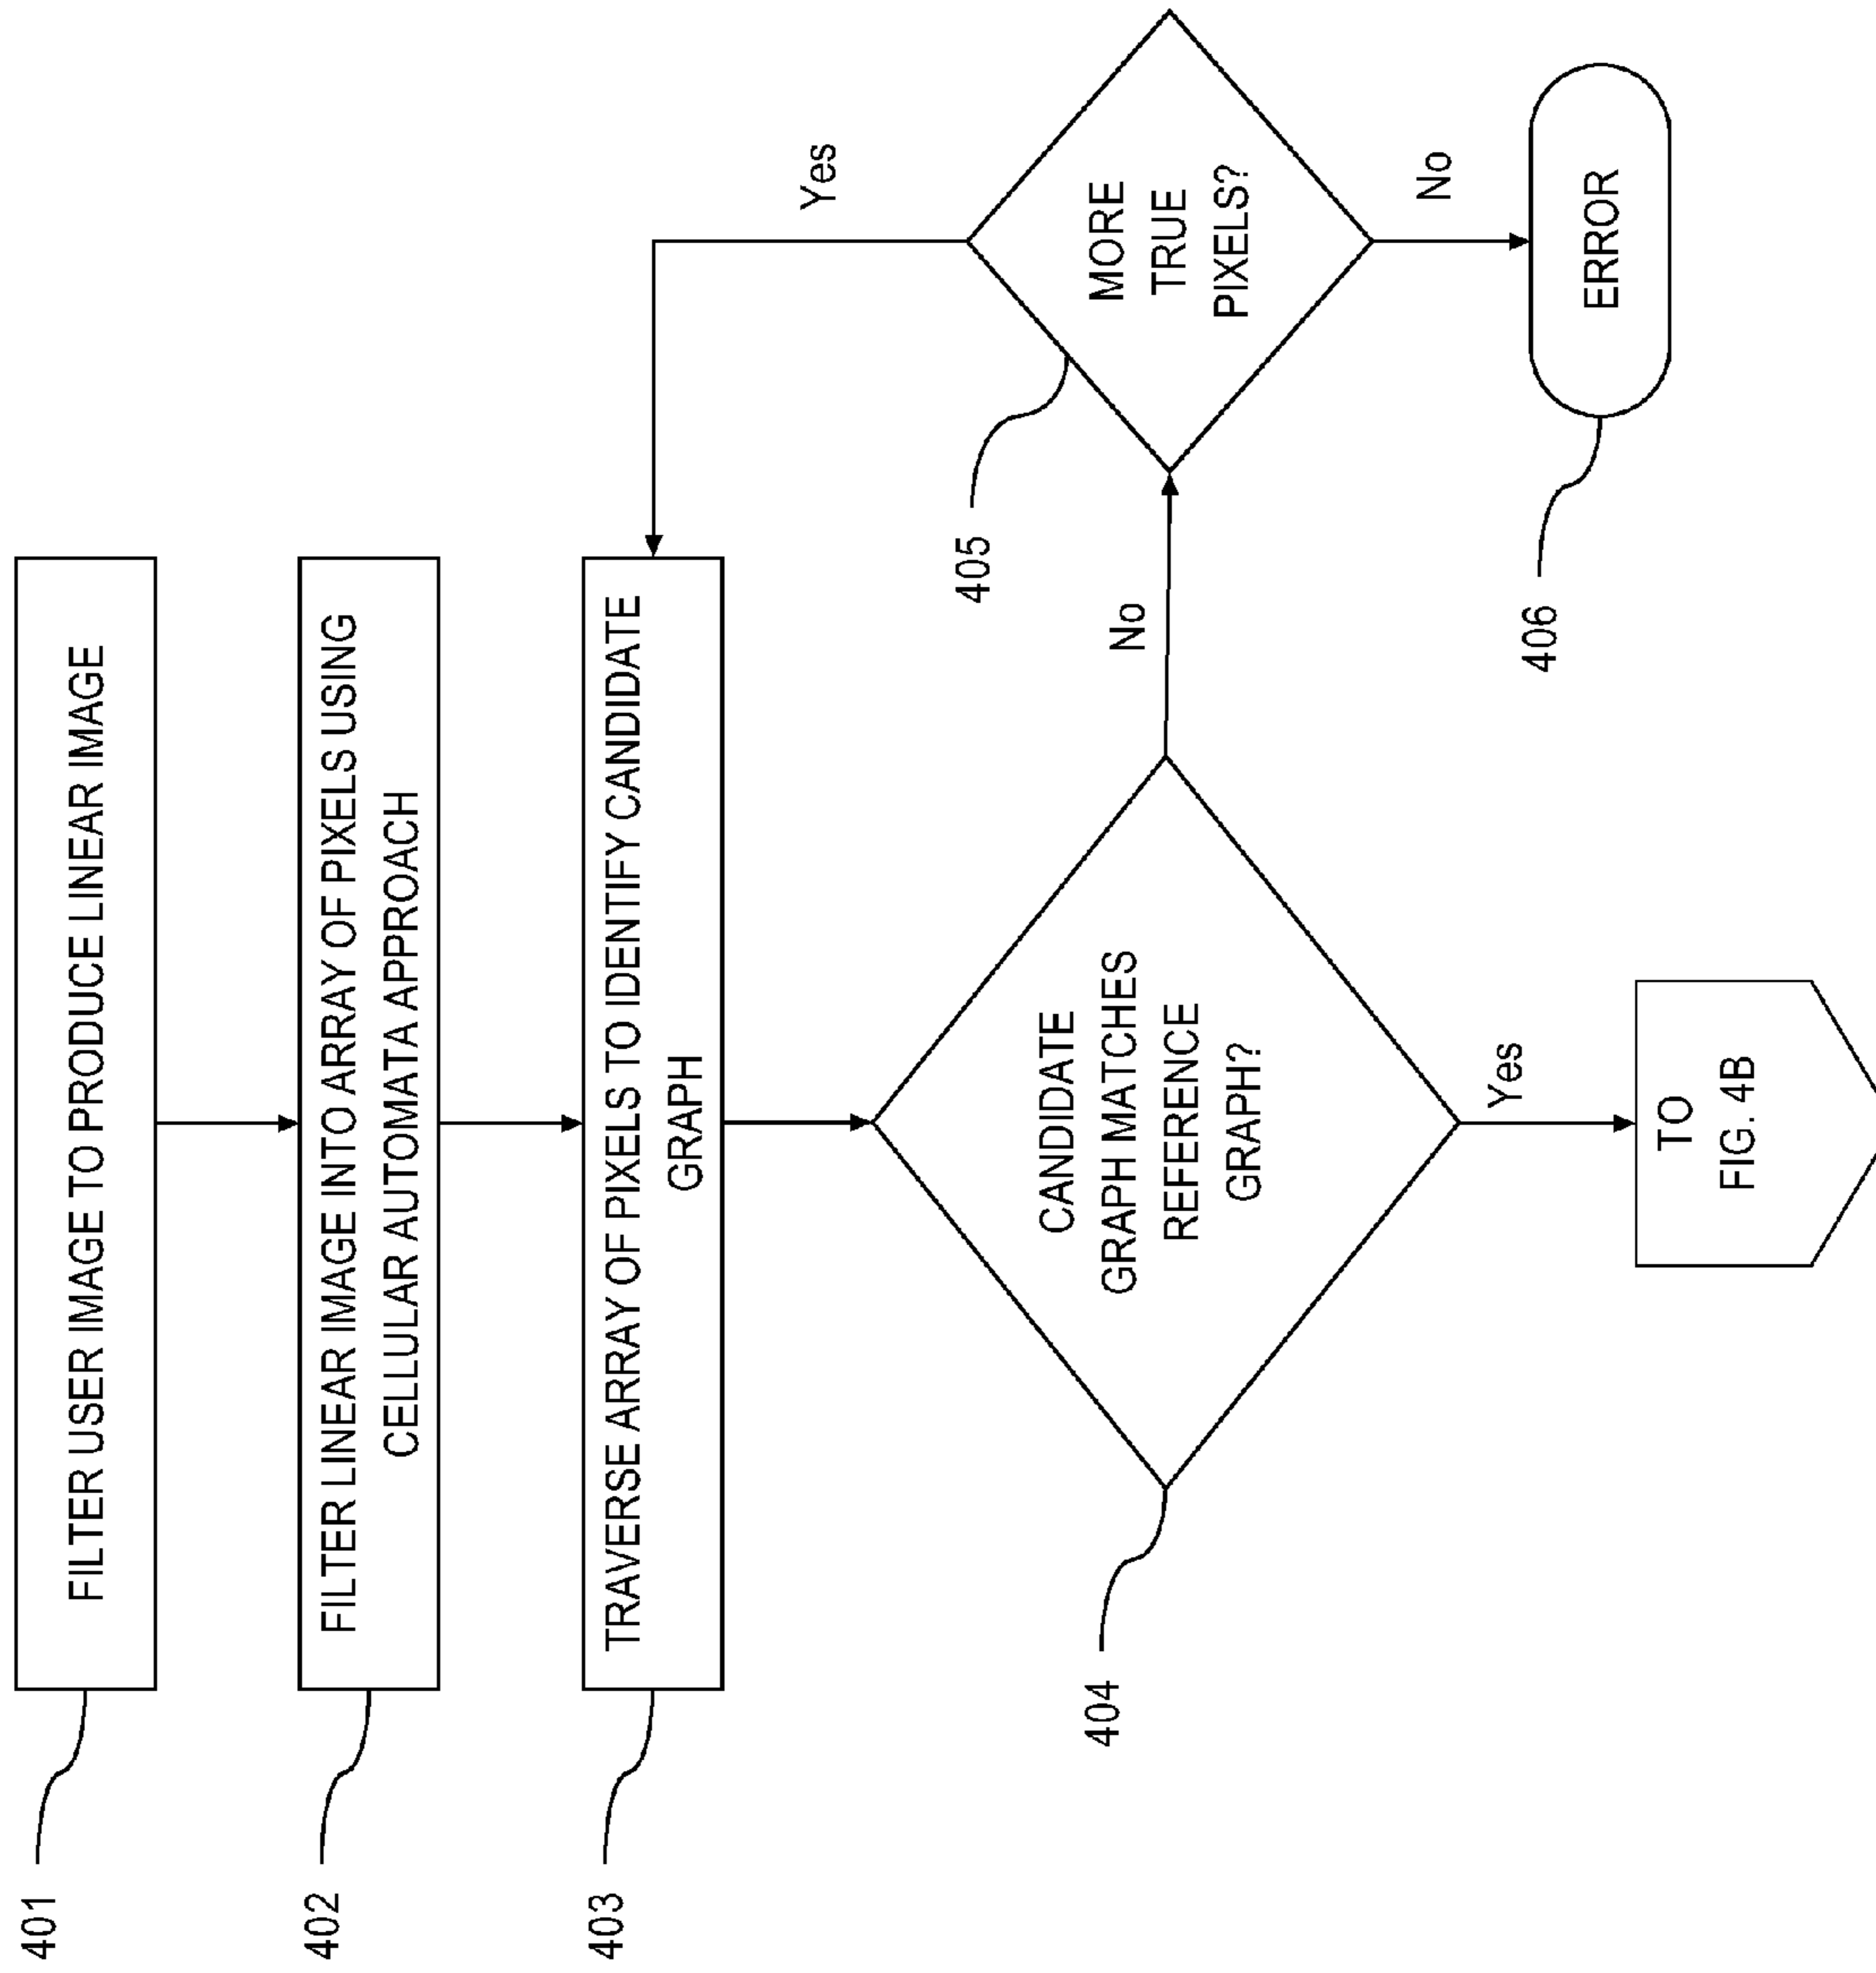 401
FILTER USER IMAGE TO PRODUCE LINEAR IMAGE
402
FILTER LINEAR IMAGE INTO ARRAY OF PIXELS USING
CELLULAR AUTOMATA APPROACH
403
TRAVERSE ARRAY OF PIXELS TO IDENTIFY CANDIDATE
GRAPH
Yes
404
CANDIDATE
GRAPH MATCHES
REFERENCE
GRAPH?
No
405
MORE
TRUE
PIXELS?
No
406
ERROR
Yes
TO
FIG. 4B